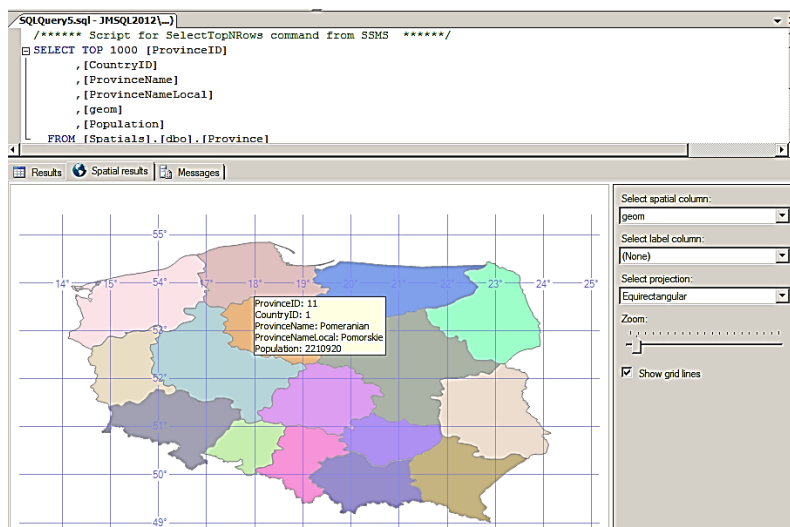 SQLQuery5.sql - JMSQL2012\...)
/****** Script for SelectTopNRows command from SSMS ******/
SELECT TOP 1000 [ProvinceID]
,[CountryID]
,[ProvinceName]
,[ProvinceNameLocal]
,[geom]
,[Population]
FROM [Spatials].[dbo].[Province]
Results
Spatial results
Messages
Select spatial column:
geom
Select label column:
(None)
Select projection:
Equirectangular
Zoom:
Show grid lines
55°
14° 15° 16° 17° 18° 19° 20° 21° 22° 23° 24° 25°
54°
ProvinceID: 11
CountryID: 1
ProvinceName: Pomeranian
ProvinceNameLocal: Pomorskie
Population: 2210920
53°
52°
51°
50°
49°